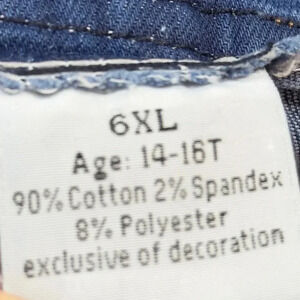 6XL
Age: 14-16T
90% Cotton 2% Spandex
8% Polyester
exclusive of decoration